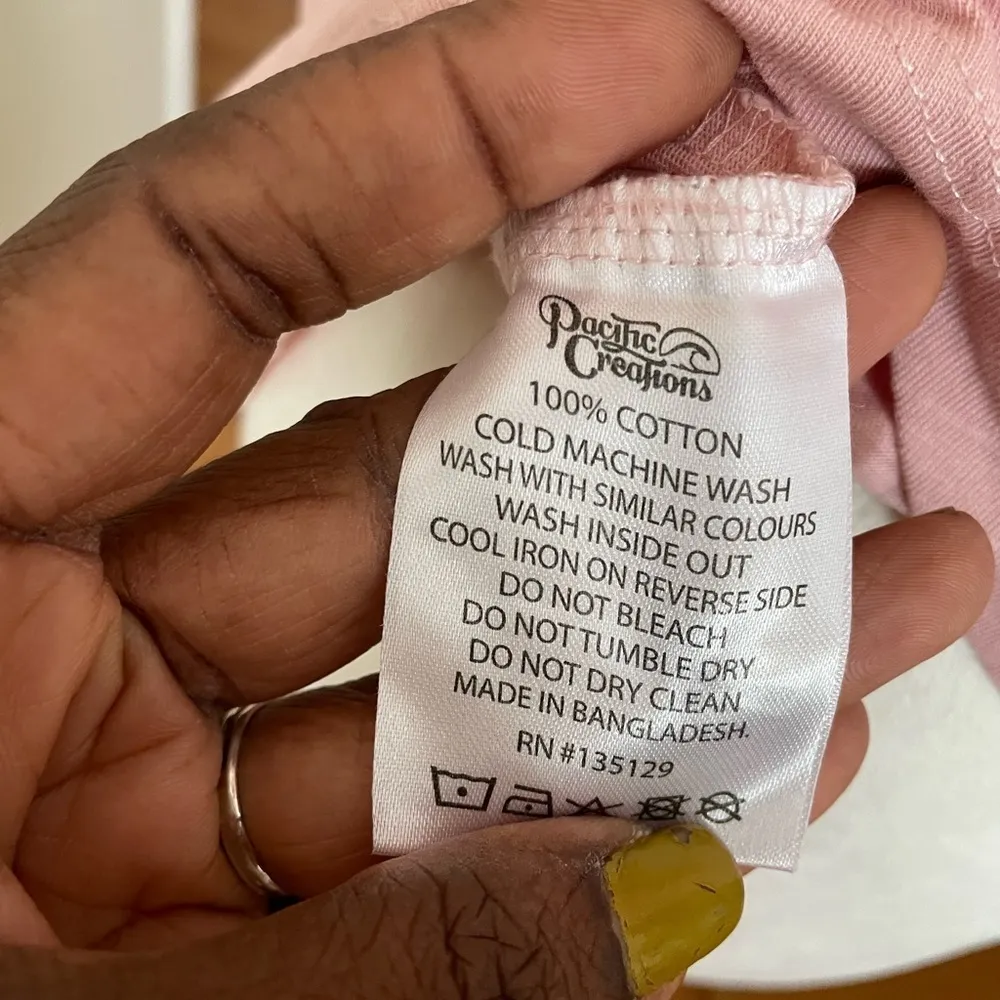 Pacific
Creations
100% COTTON
COLD MACHINE WASH
WASH WITH SIMILAR COLOURS
WASH INSIDE OUT
COOL IRON ON REVERSE SIDE
DO NOT BLEACH
DO NOT TUMBLE DRY
DO NOT DRY CLEAN
MADE IN BANGLADESH.
RN #135129